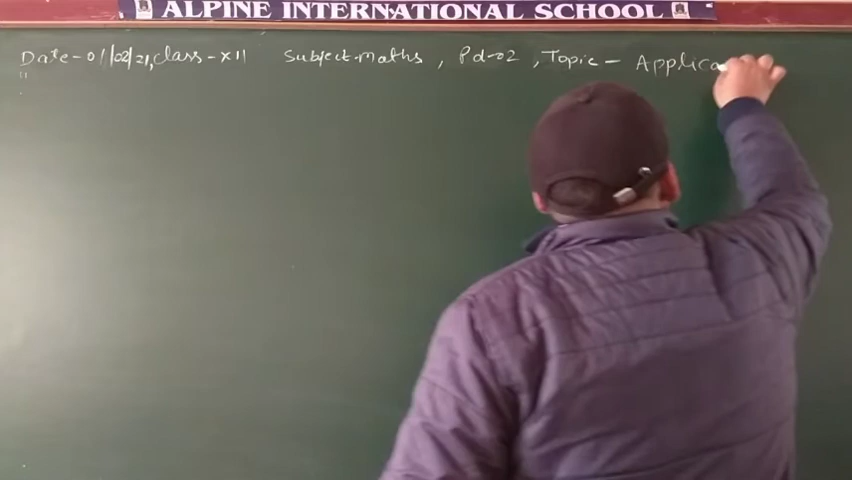 ALPINE INTERNATIONAL SCHOOL
Date - 01/02/21, class - XII Subject - maths , Pd - 02 , Topic - Applica